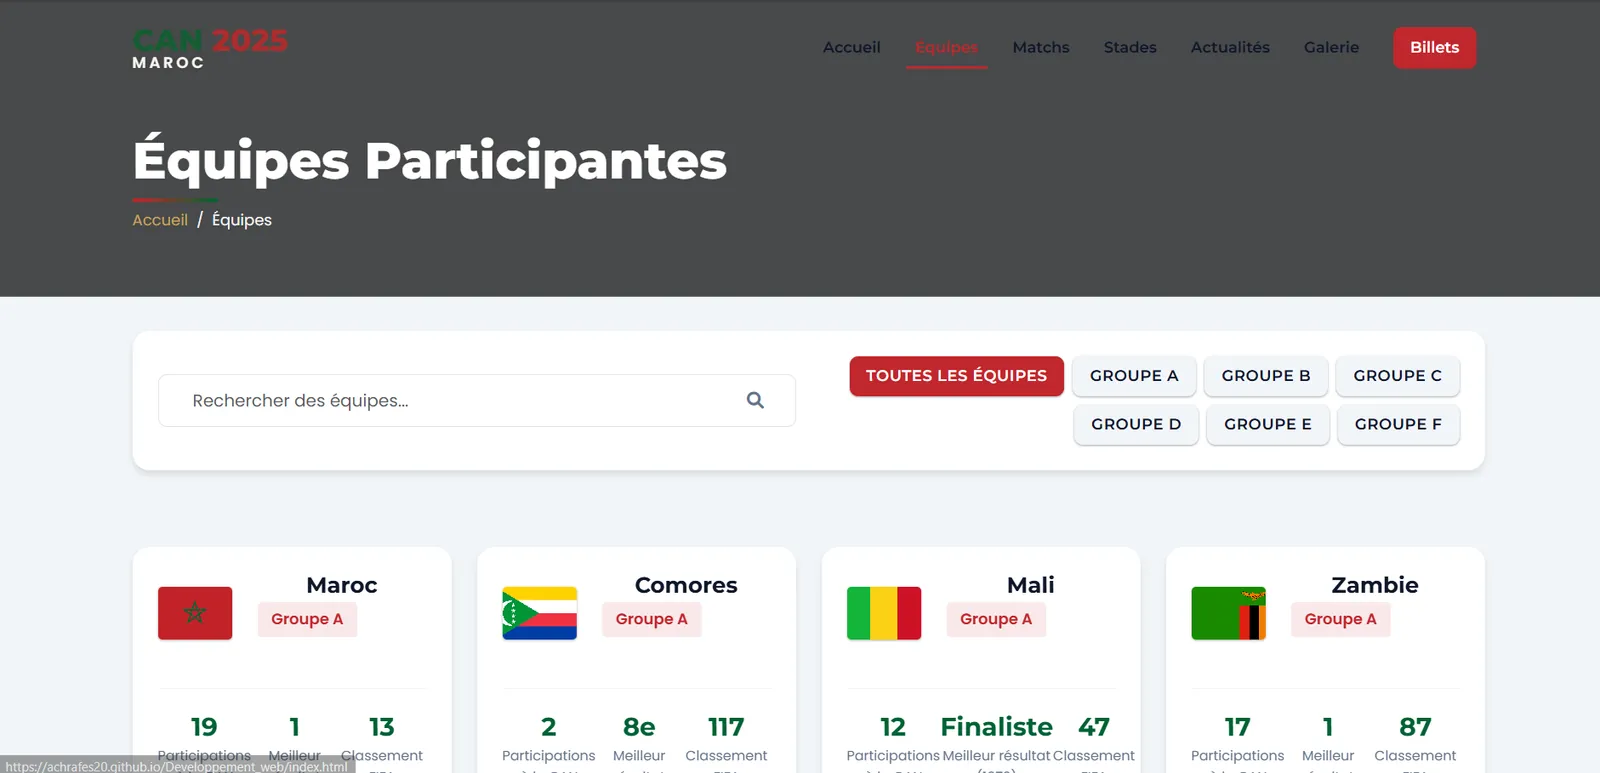 CAN 2025
MAROC
Accueil Équipes Matchs Stades Actualités Galerie Billets
Équipes Participantes
Accueil / Équipes
Rechercher des équipes...
TOUTES LES ÉQUIPES GROUPE A GROUPE B GROUPE C
GROUPE D GROUPE E GROUPE F
Maroc
Groupe A
19 1 13
Participations Meilleur Classement
Comores
Groupe A
2 8e 117
Participations Meilleur Classement
Mali
Groupe A
12 Finaliste 47
Participations Meilleur résultat Classement
Zambie
Groupe A
17 1 87
Participations Meilleur Classement
https://achrafes20.github.io/Developpement_web/index.html